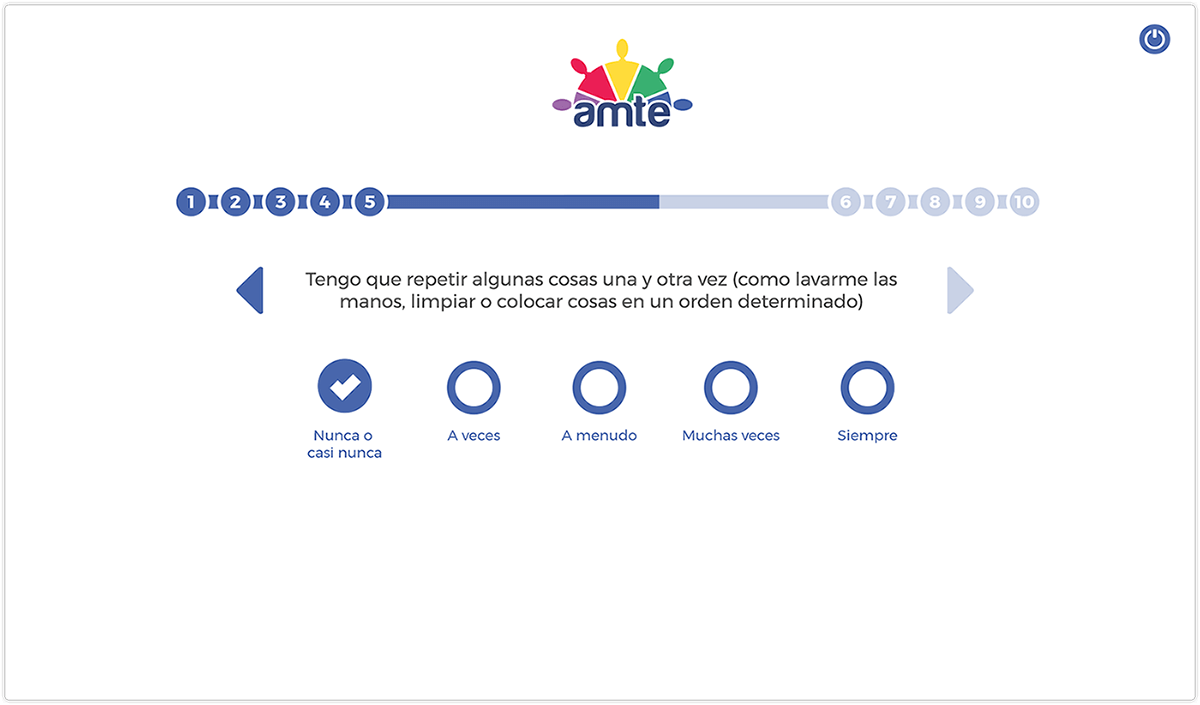 amte
1 2 3 4 5 6 7 8 9 10
Tengo que repetir algunas cosas una y otra vez (como lavarme las
manos, limpiar o colocar cosas en un orden determinado)
Nunca o
casi nunca
A veces
A menudo
Muchas veces
Siempre